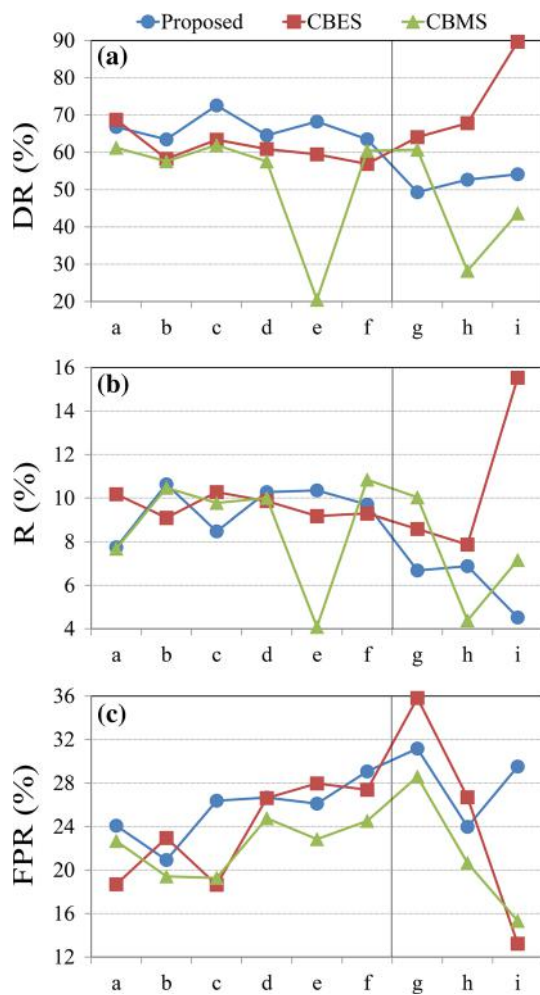 Proposed CBES CBMS
(a)
DR (%)
90
80
70
60
50
40
30
20
a b c d e f g h i
(b)
R (%)
16
14
12
10
8
6
4
a b c d e f g h i
(c)
FPR (%)
36
32
28
24
20
16
12
a b c d e f g h i